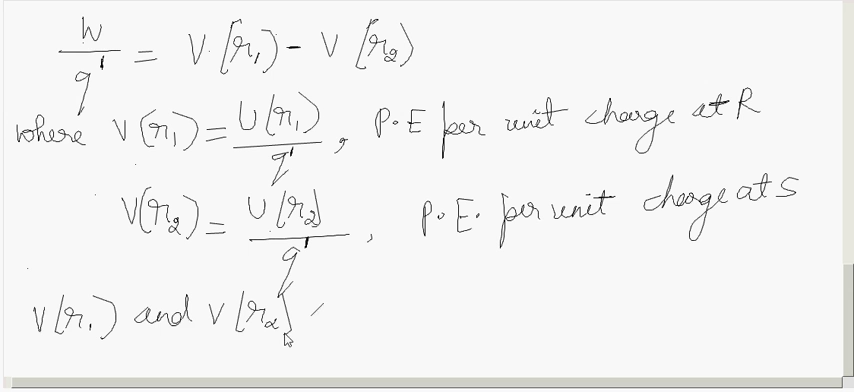 W/q' = V(r₁) - V(r₂)
where V(r₁) = U(r₁)/q' , P.E per unit charge at R
V(r₂) = U(r₂)/q' , P.E. per unit charge at S
V(r₁) and V(r₂)